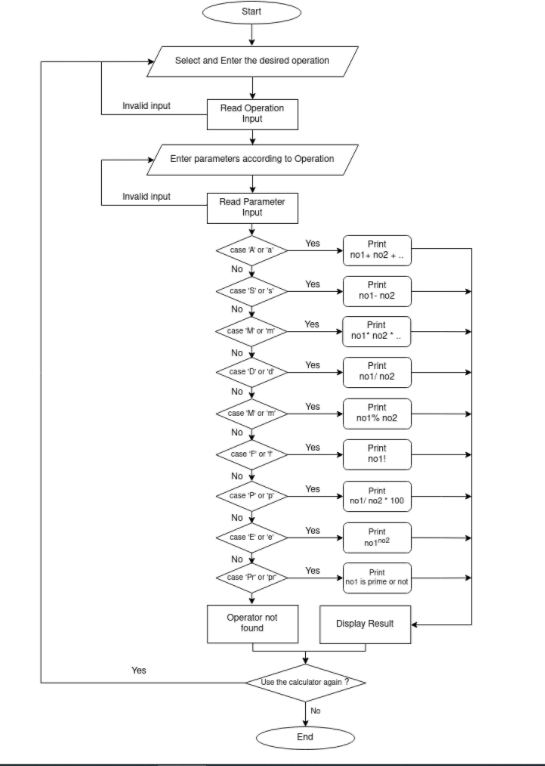 Start
Select and Enter the desired operation
Invalid input
Read Operation
Input
Enter parameters according to Operation
Invalid input
Read Parameter
Input
case 'A' or 'a'
Yes
Print
no1+ no2 + ..
No
case 'S' or 's'
Yes
Print
no1- no2
No
case 'M' or 'm'
Yes
Print
no1* no2 * ..
No
case 'D' or 'd'
Yes
Print
no1/ no2
No
case 'M' or 'm'
Yes
Print
no1% no2
No
case 'F' or 'f'
Yes
Print
no1!
No
case 'P' or 'p'
Yes
Print
no1/ no2 * 100
No
case 'E' or 'e'
Yes
Print
no1^no2
No
case 'Pr' or 'pr'
Yes
Print
no1 is prime or not
Operator not
found
Display Result
Yes
Use the calculator again ?
No
End